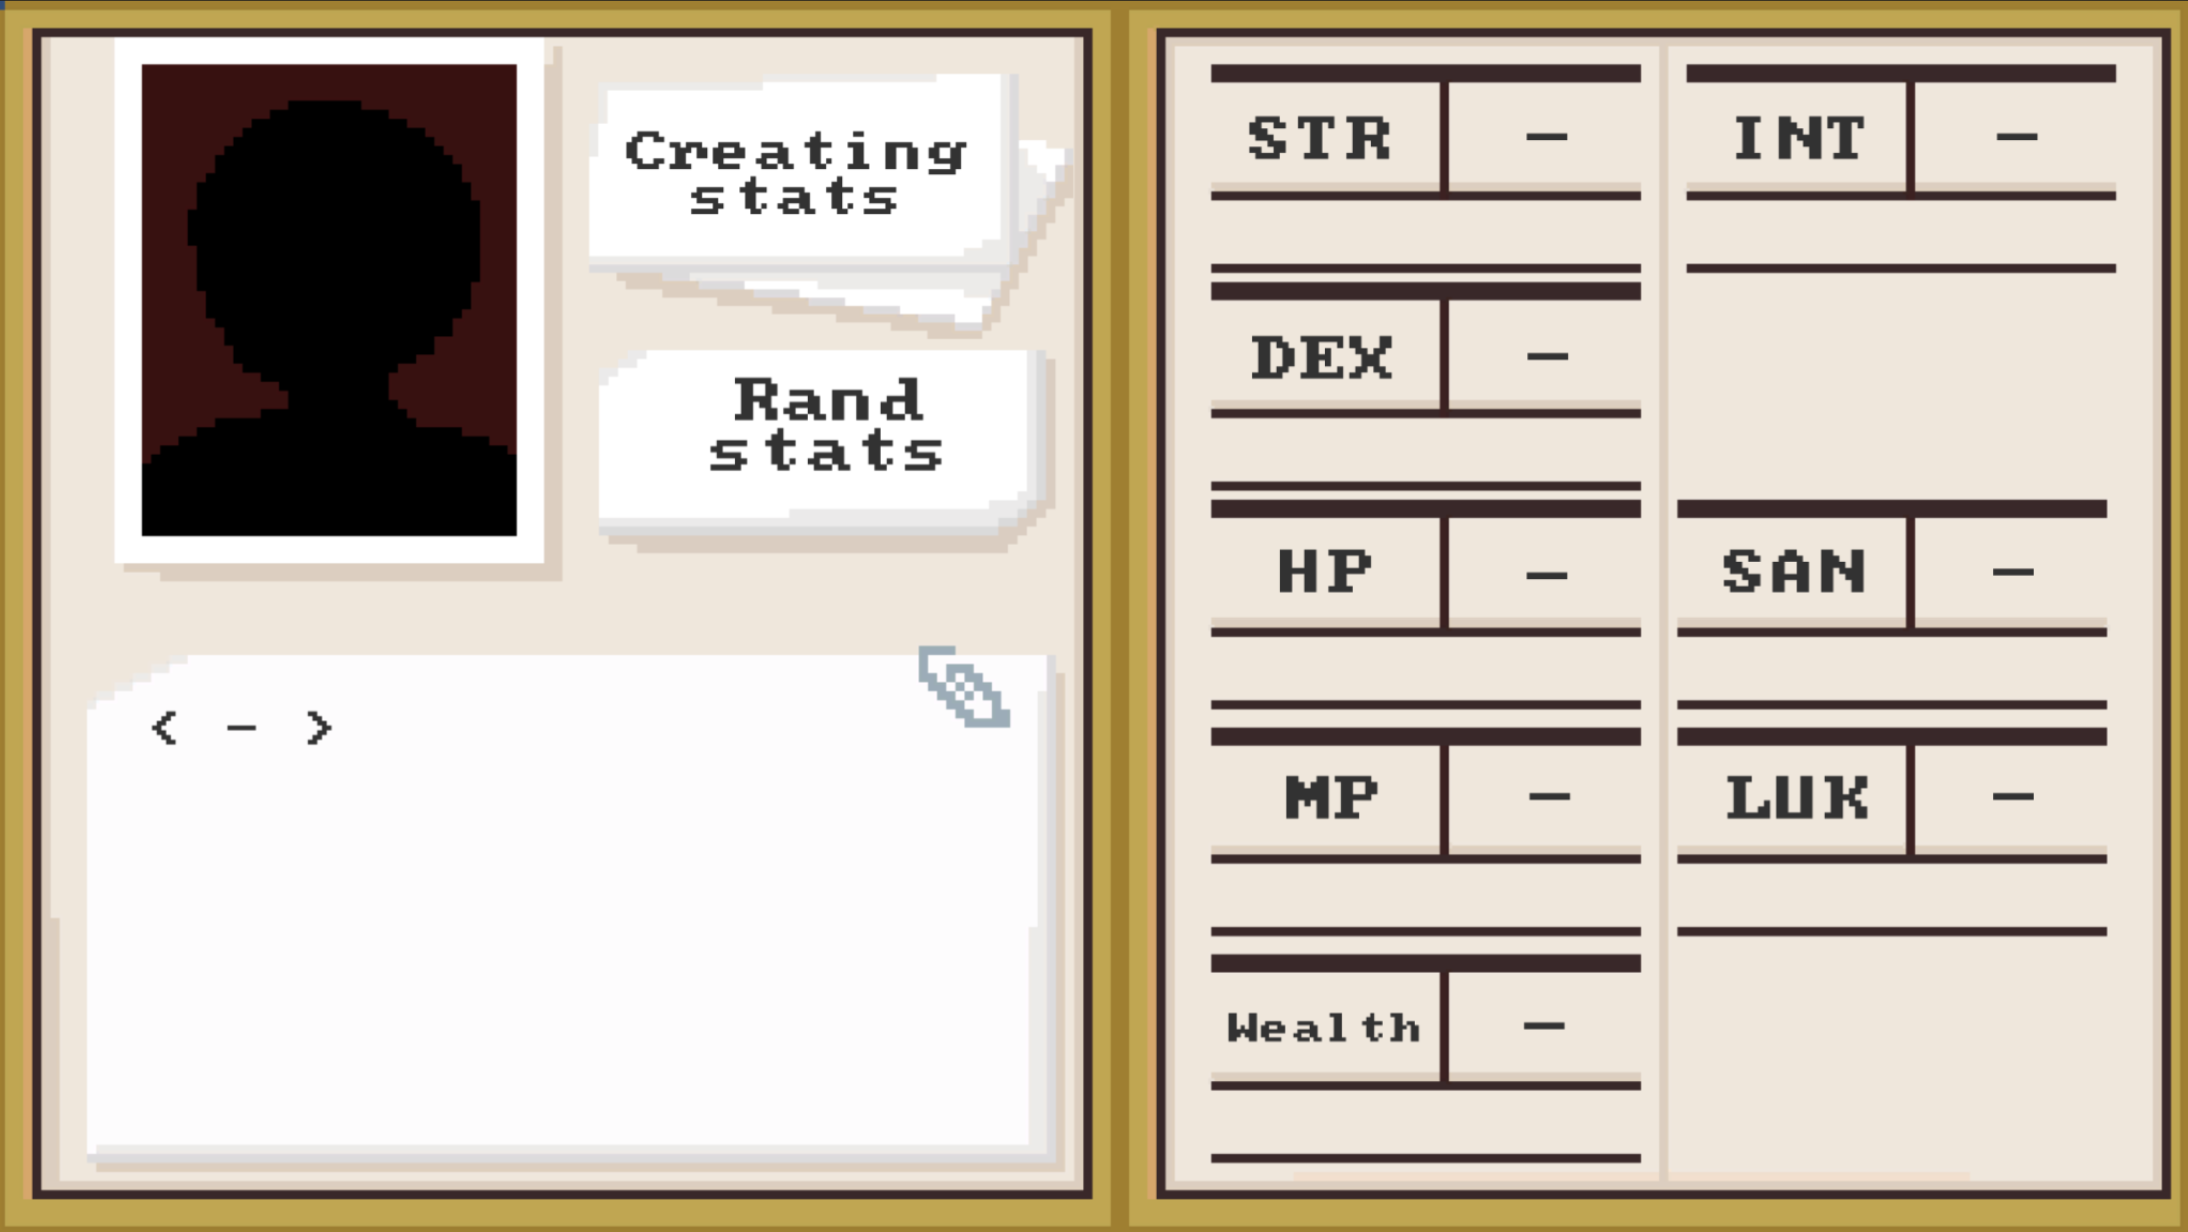 Creating
stats
Rand
stats
< – >
STR –
INT –
DEX –
HP –
SAN –
MP –
LUK –
Wealth –